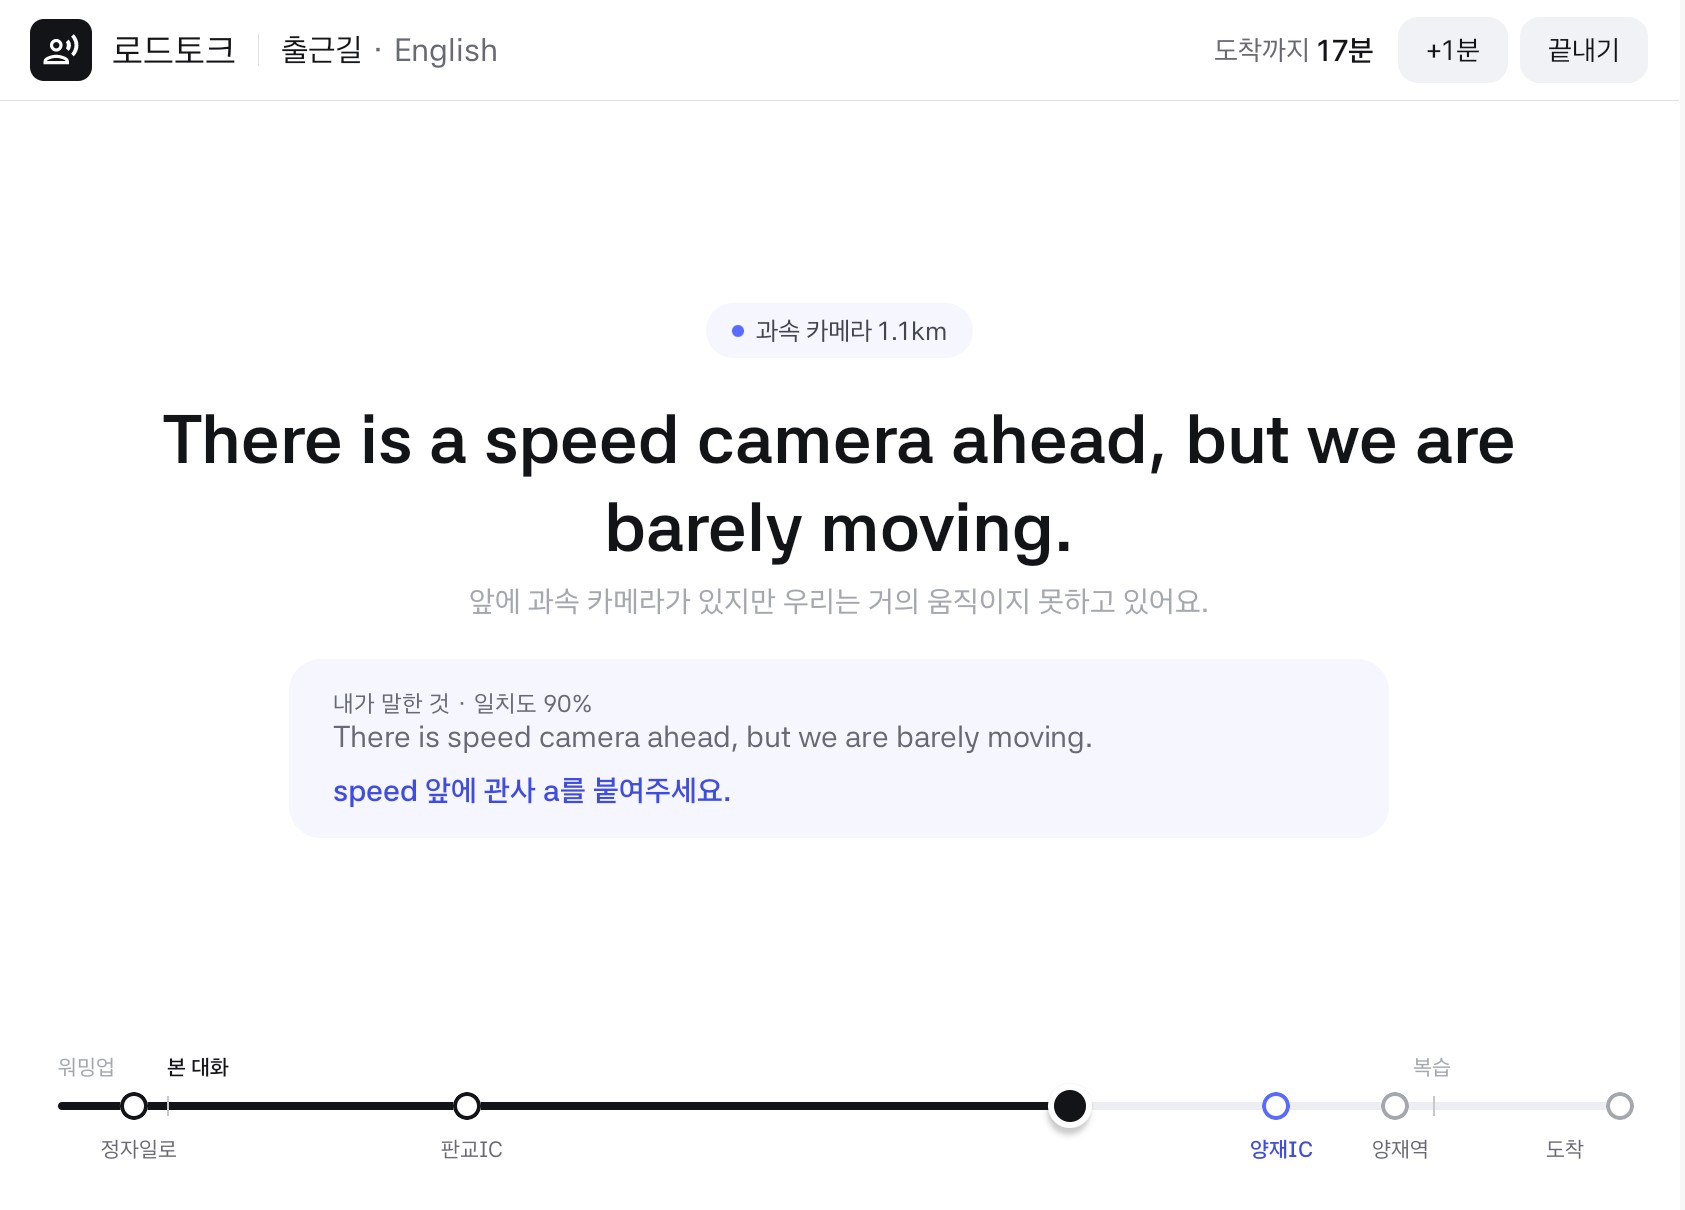 로드토크 출근길 · English 도착까지 17분 +1분 끝내기
과속 카메라 1.1km
There is a speed camera ahead, but we are
barely moving.
앞에 과속 카메라가 있지만 우리는 거의 움직이지 못하고 있어요.
내가 말한 것 · 일치도 90%
There is speed camera ahead, but we are barely moving.
speed 앞에 관사 a를 붙여주세요.
워밍업 본 대화 복습
정자일로 판교IC 양재IC 양재역 도착